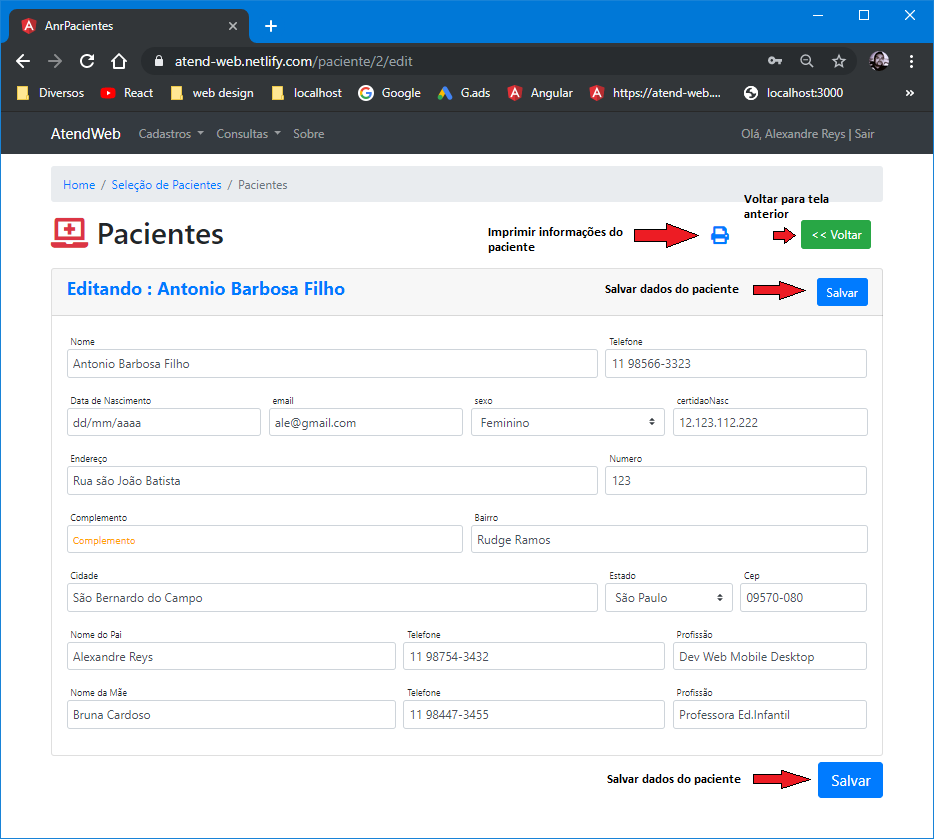 AnrPacientes
atend-web.netlify.com/paciente/2/edit
Diversos React web design localhost Google G.ads Angular https://atend-web.... localhost:3000 »
AtendWeb Cadastros Consultas Sobre Olá, Alexandre Reys | Sair
Home / Seleção de Pacientes / Pacientes
Voltar para tela
anterior
Pacientes
Imprimir informações do
paciente
<< Voltar
Editando : Antonio Barbosa Filho
Salvar dados do paciente
Salvar
Nome Telefone
Antonio Barbosa Filho 11 98566-3323
Data de Nascimento email sexo certidaoNasc
dd/mm/aaaa ale@gmail.com Feminino 12.123.112.222
Endereço Numero
Rua são João Batista 123
Complemento Bairro
Complemento Rudge Ramos
Cidade Estado Cep
São Bernardo do Campo São Paulo 09570-080
Nome do Pai Telefone Profissão
Alexandre Reys 11 98754-3432 Dev Web Mobile Desktop
Nome da Mãe Telefone Profissão
Bruna Cardoso 11 98447-3455 Professora Ed.Infantil
Salvar dados do paciente Salvar